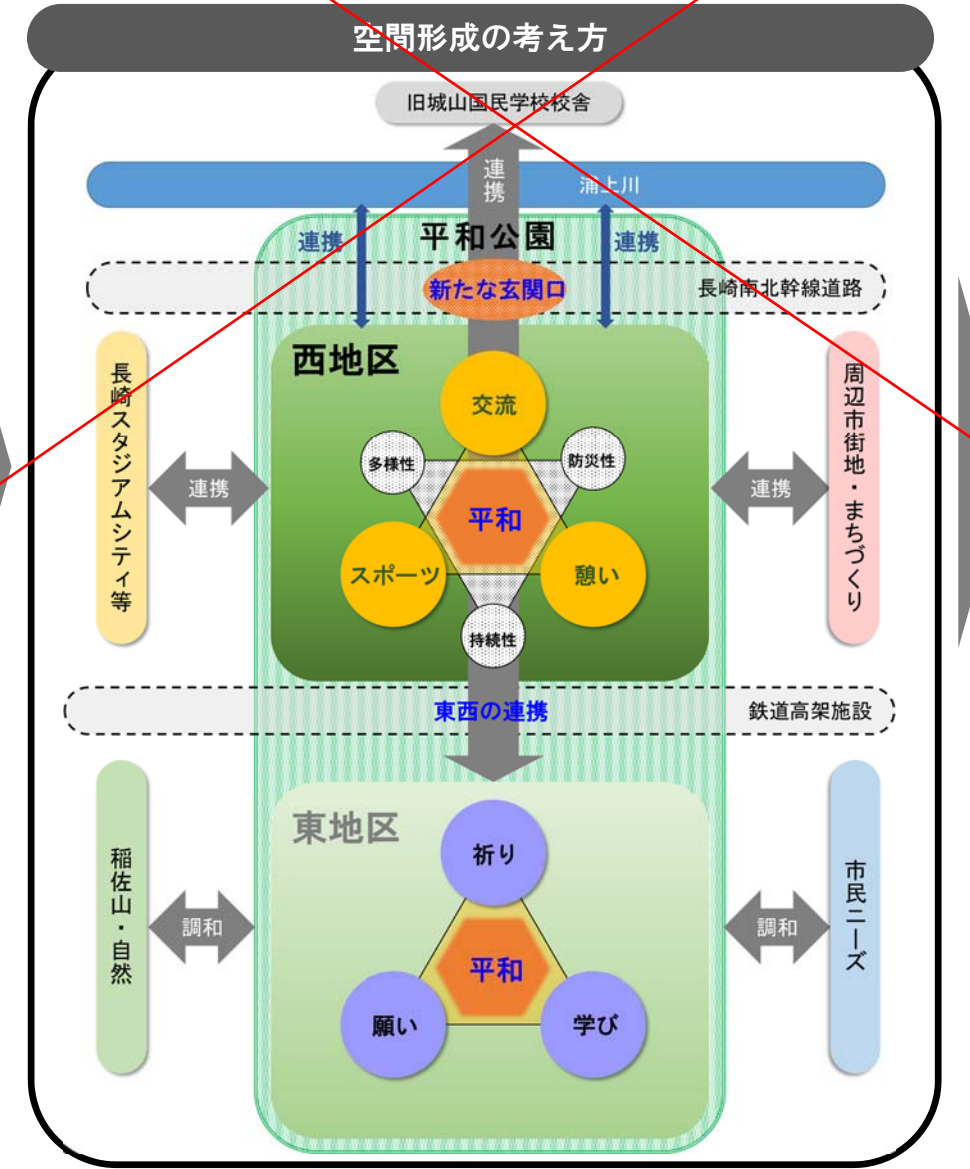 空間形成の考え方
旧城山国民学校校舎
連携
浦上川
連携
平和公園
連携
新たな玄関口
長崎南北幹線道路
西地区
長崎スタジアムシティ等
周辺市街地・まちづくり
交流
多様性
防災性
連携
平和
連携
スポーツ
憩い
持続性
東西の連携
鉄道高架施設
東地区
稲佐山・自然
市民ニーズ
祈り
調和
調和
平和
願い
学び